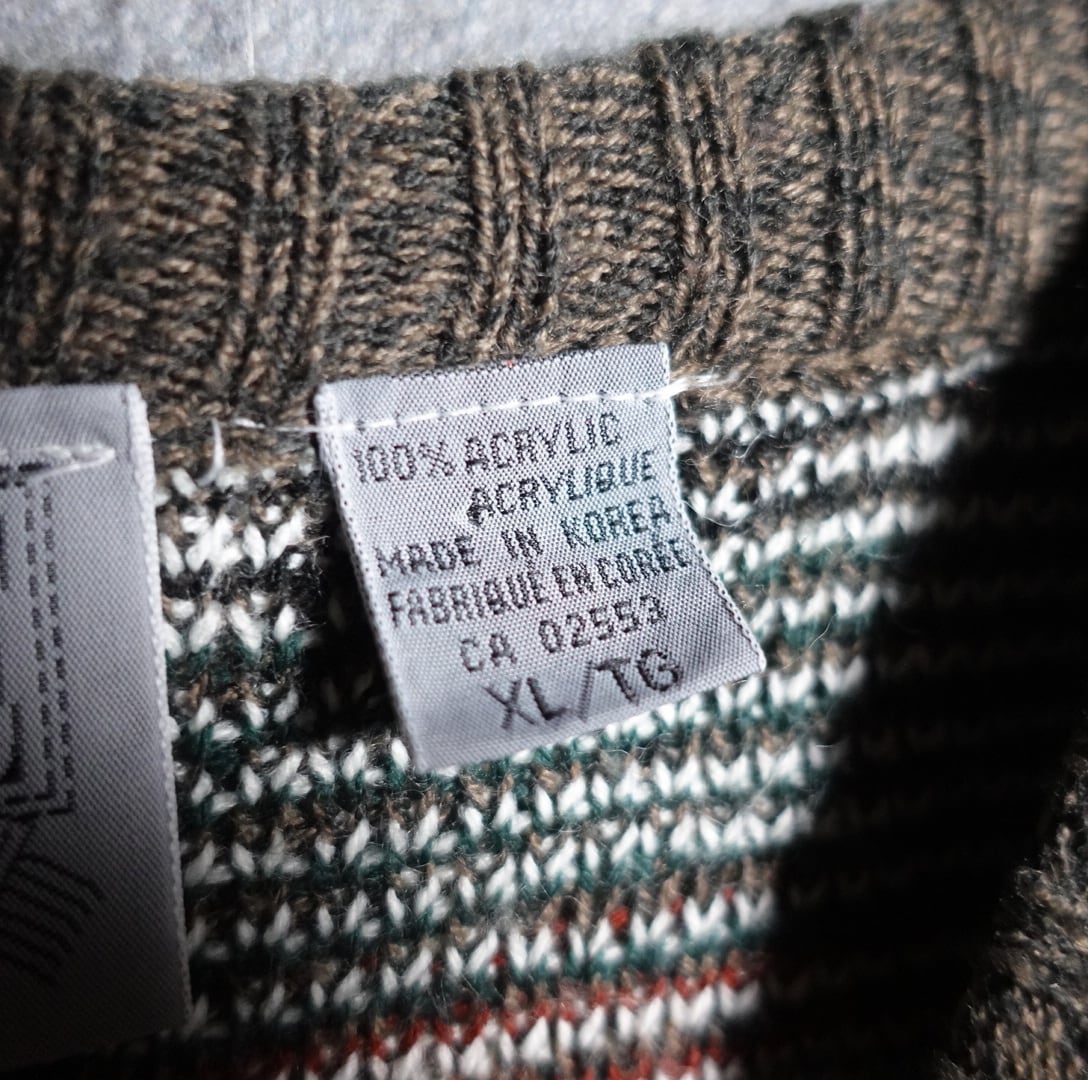 100% ACRYLIC
ACRYLIQUE
MADE IN KOREA
FABRIQUE EN COREE
CA 02553
XL/TG